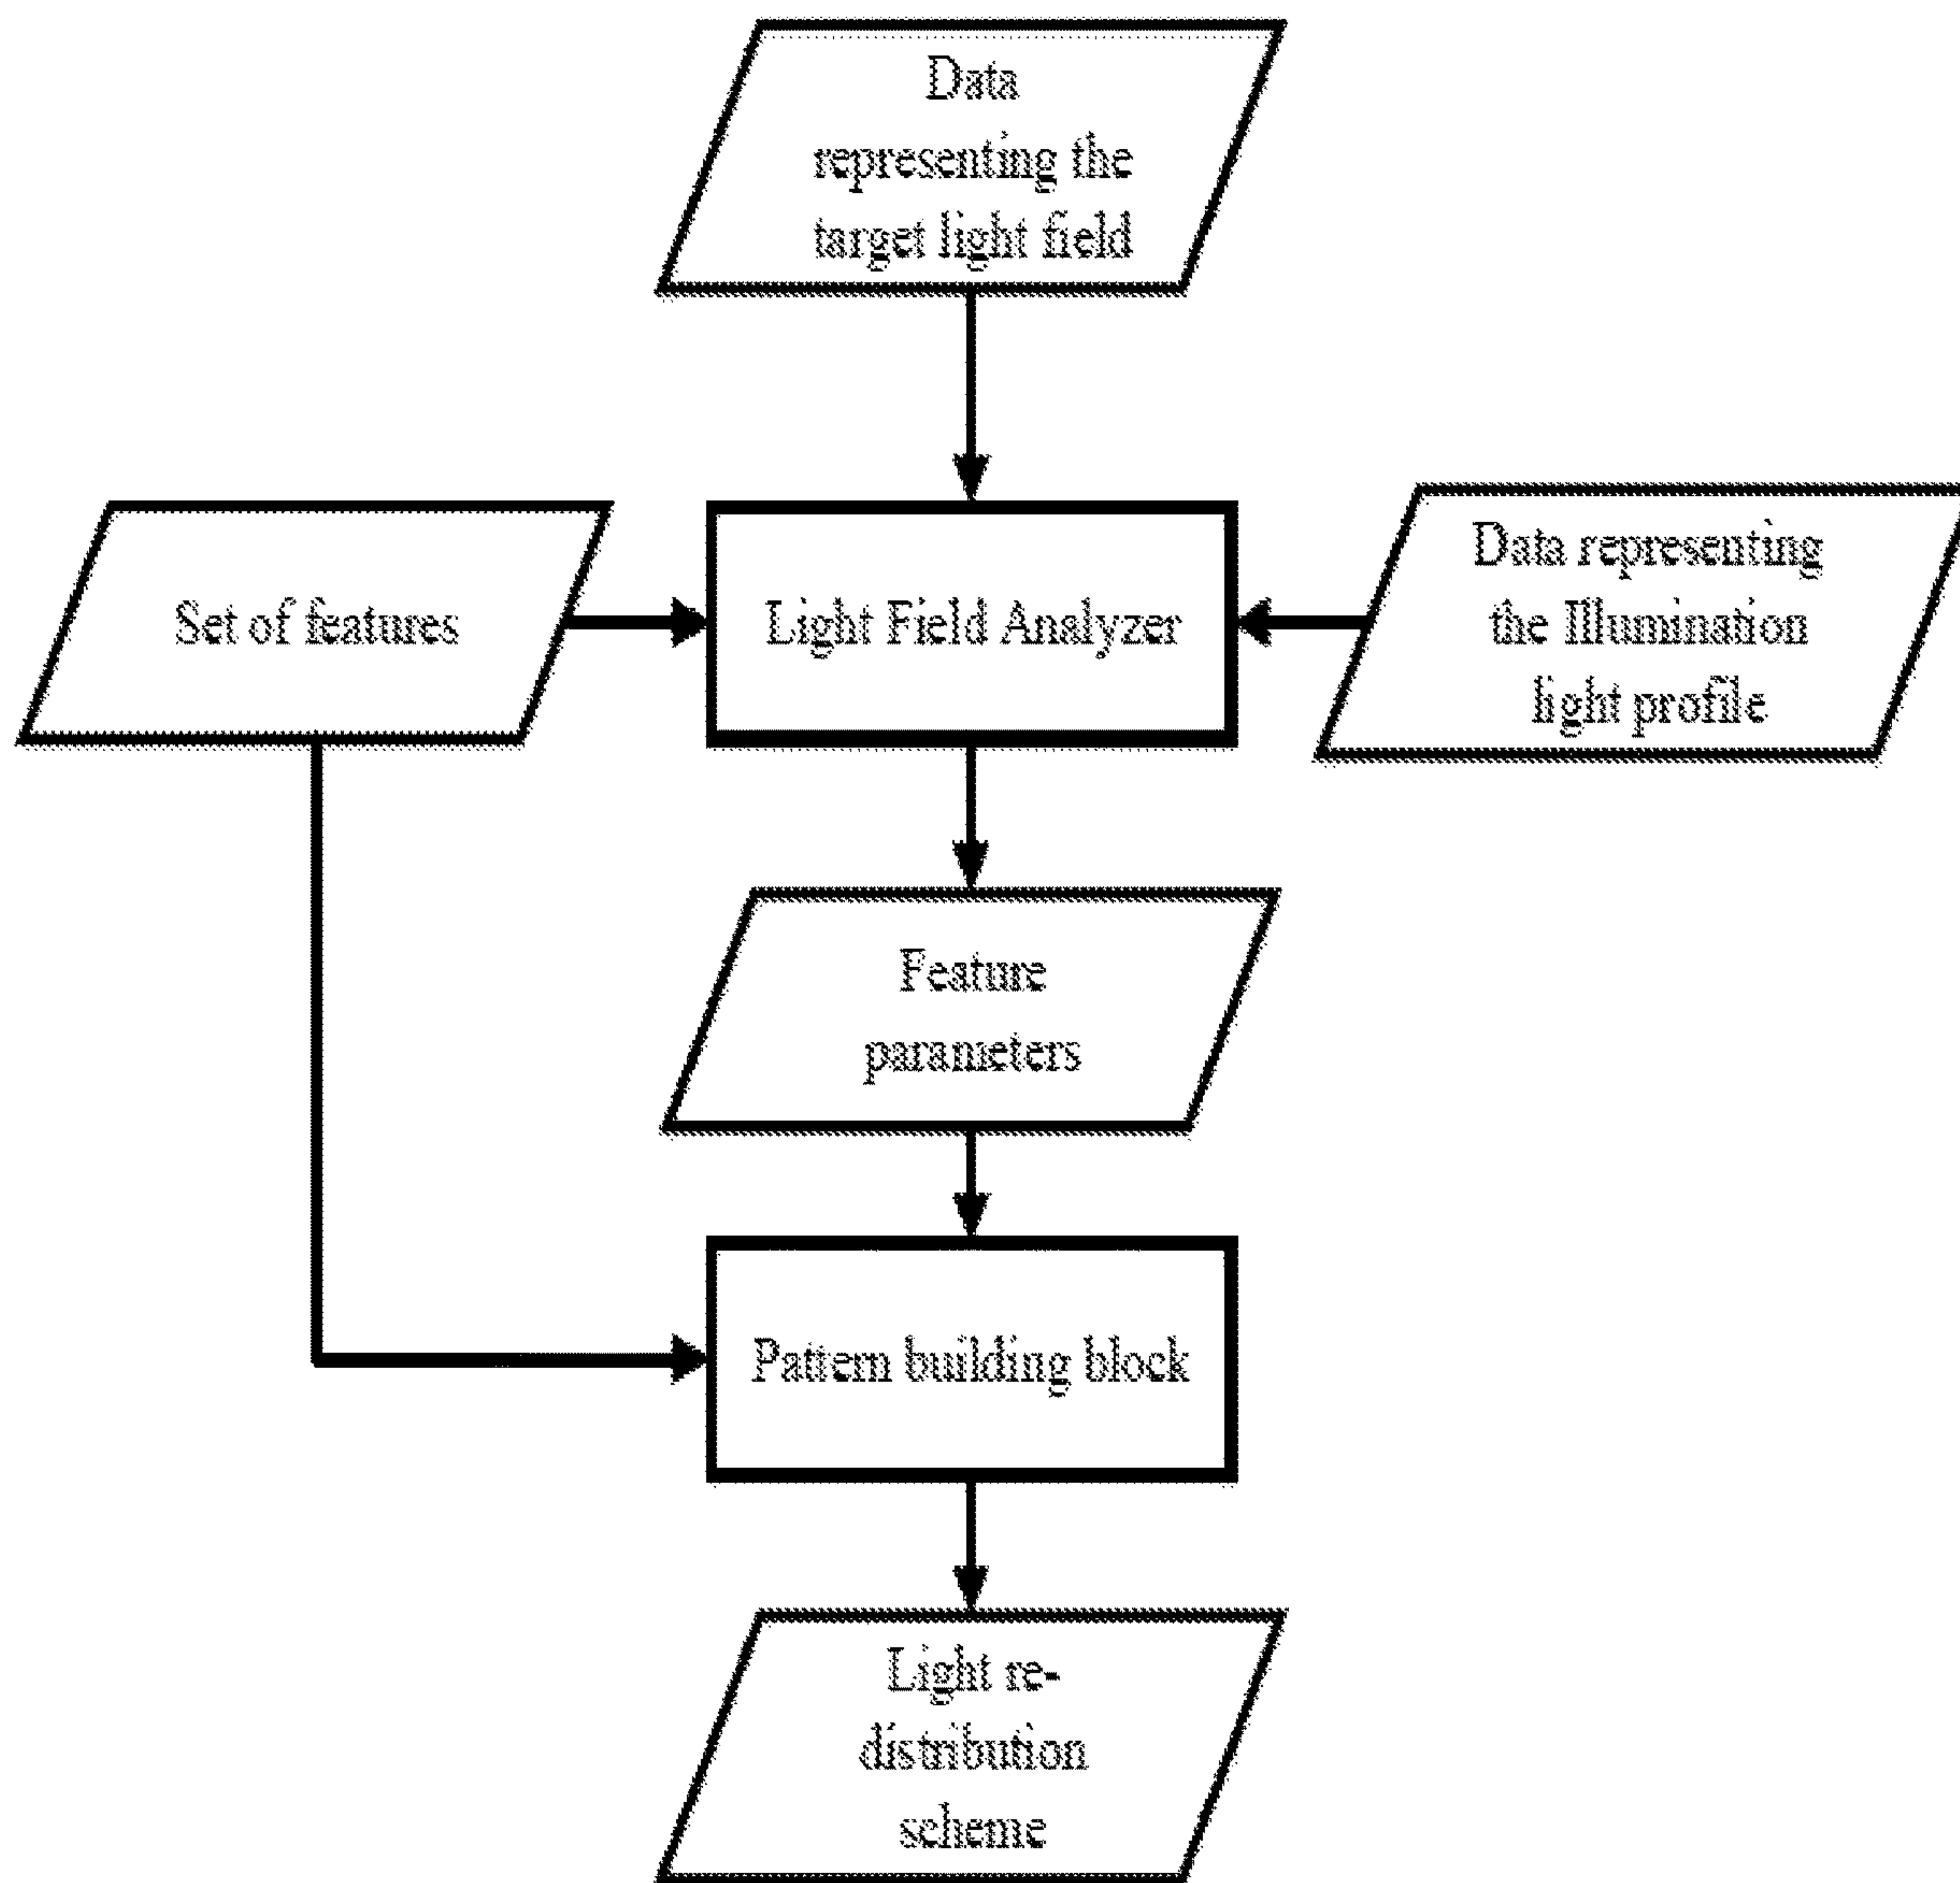 Data
representing the
target light field
Set of features
Light Field Analyzer
Data representing
the Illumination
light profile
Feature
parameters
Pattern building block
Light re-
distribution
scheme